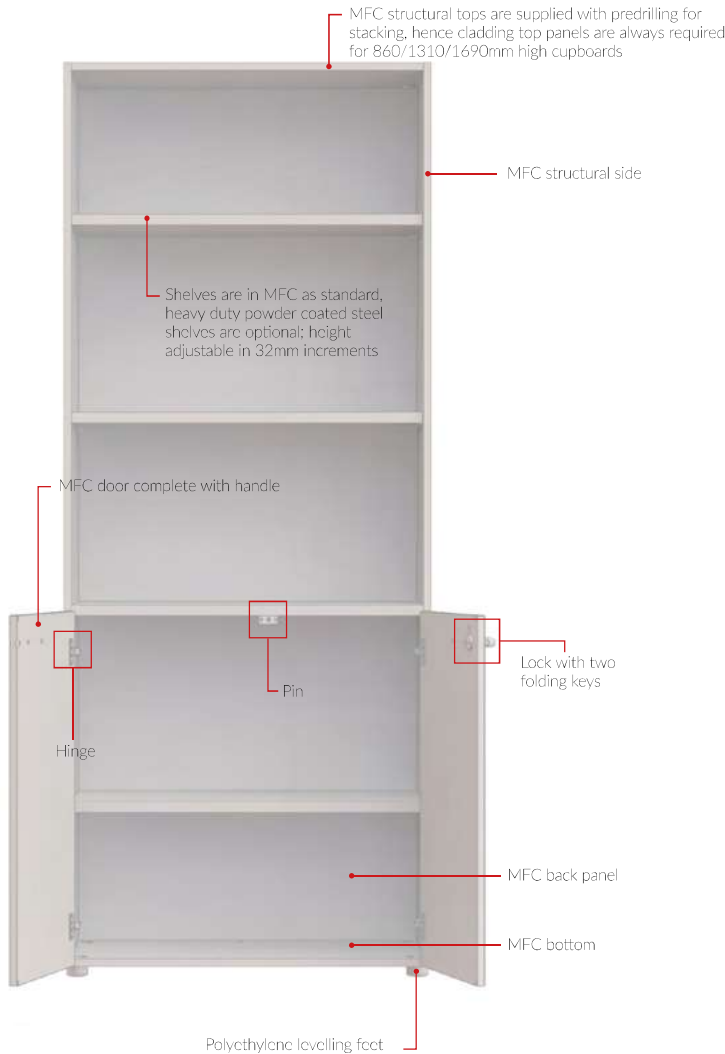 MFC structural tops are supplied with predrilling for
stacking, hence cladding top panels are always required
for 860/1310/1690mm high cupboards
MFC structural side
Shelves are in MFC as standard,
heavy duty powder coated steel
shelves are optional; height
adjustable in 32mm increments
MFC door complete with handle
Lock with two
folding keys
Pin
Hinge
MFC back panel
MFC bottom
Polyethylene levelling feet